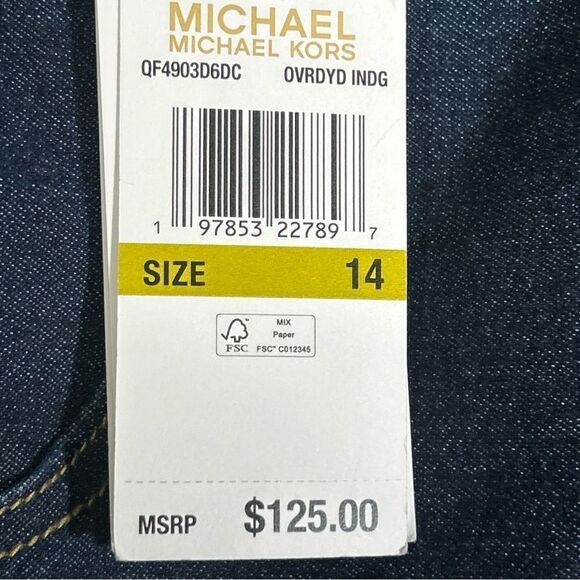 MICHAEL
MICHAEL KORS
QF4903D6DC OVRDYD INDG
1 97853 22789 7
SIZE 14
MIX
Paper
FSC FSC™ C012345
MSRP $125.00